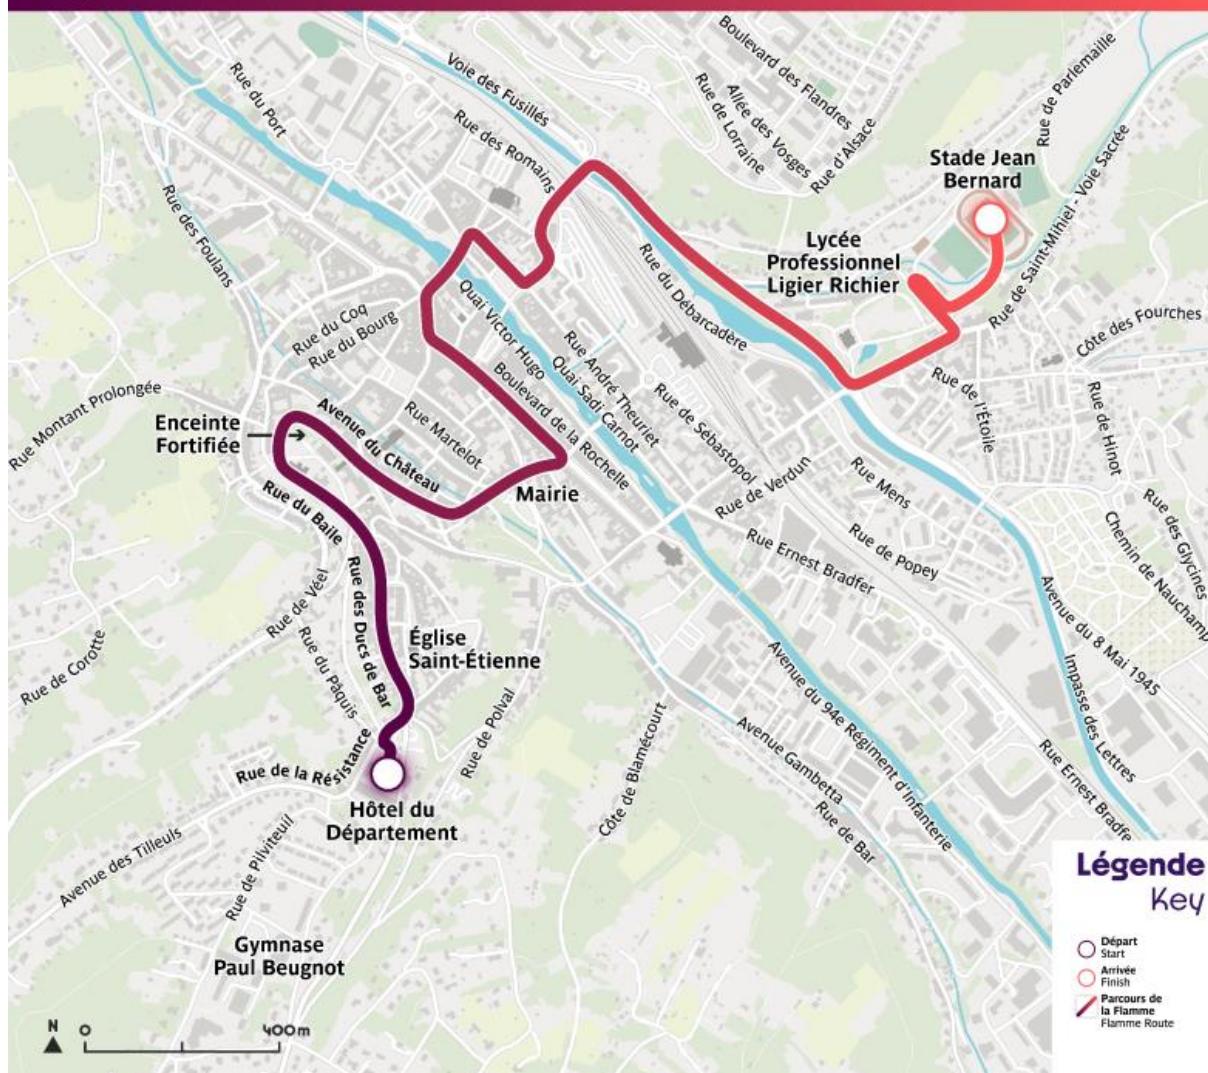 Boulevard des Flandres
Rue de Parlemaille
Voie des Fusillés
Rue du Port
Allée des Vosges
Rue de Lorraine
Rue d'Alsace
Rue des Romains
Rue de Saint-Mihiel - Voie Sacrée
Stade Jean
Bernard
Rue des Foulans
Lycée
Professionnel
Ligier Richier
Rue du Débarcadère
Quai Victor Hugo
Rue du Coq
Rue du Bourg
Côte des Fourches
Rue André Theuriet
Quai Sadi Carnot
Boulevard de la Rochelle
Rue de Sébastopol
Rue de l'Étoile
Rue de Hinot
Rue Montant Prolongée
Enceinte
Fortifiée
Avenue du Château
Rue Martelot
Mairie
Rue de Verdun
Rue Mens
Rue des Glycines
Chemin de Nauchamp
Rue du Baile
Rue Ernest Bradfer
Rue de Popey
Rue de Véel
Rue des Ducs de Bar
Rue du Pâquis
Église
Saint-Étienne
Rue de Corotte
Avenue du 8 Mai 1945
Impasse des Lettres
Avenue du 94e Régiment d'Infanterie
Rue de Polval
Côte de Blamécourt
Avenue Gambetta
Rue de la Résistance
Hôtel du
Département
Rue de Bar
Rue Ernest Bradfe
Avenue des Tilleuls
Rue de Pilviteuil
Gymnase
Paul Beugnot
Légende
Key
Départ
Start
Arrivée
Finish
Parcours de
la Flamme
Flamme Route
N
0 400m